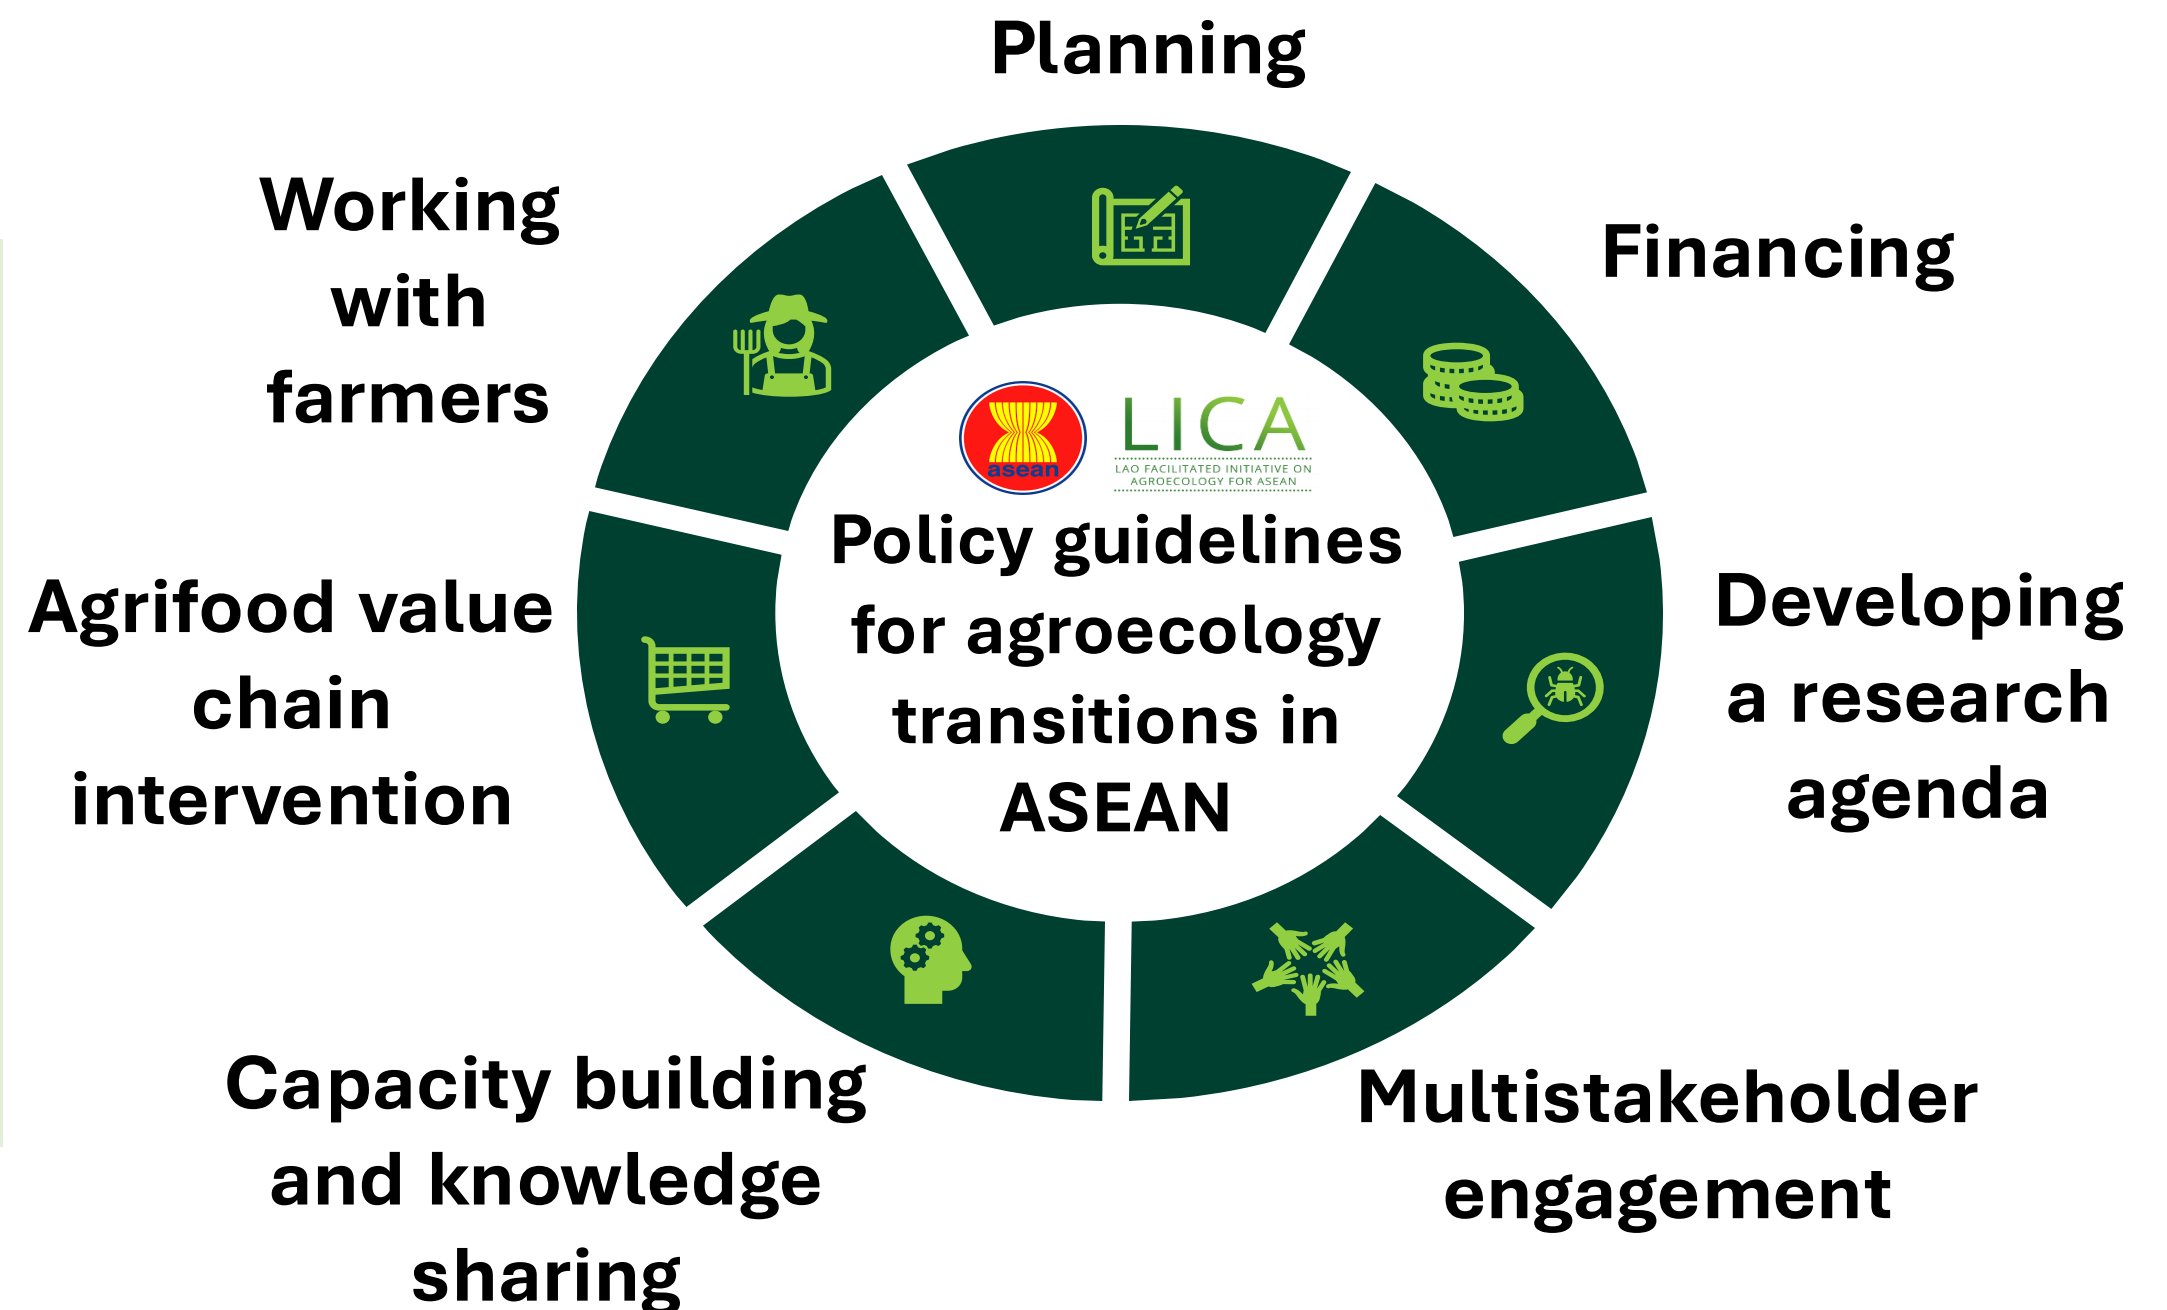 Planning
Financing
Developing
a research
agenda
Multistakeholder
engagement
Capacity building
and knowledge
sharing
Agrifood value
chain
intervention
Working
with
farmers
asean
LICA
LAO FACILITATED INITIATIVE ON
AGROECOLOGY FOR ASEAN
Policy guidelines
for agroecology
transitions in
ASEAN